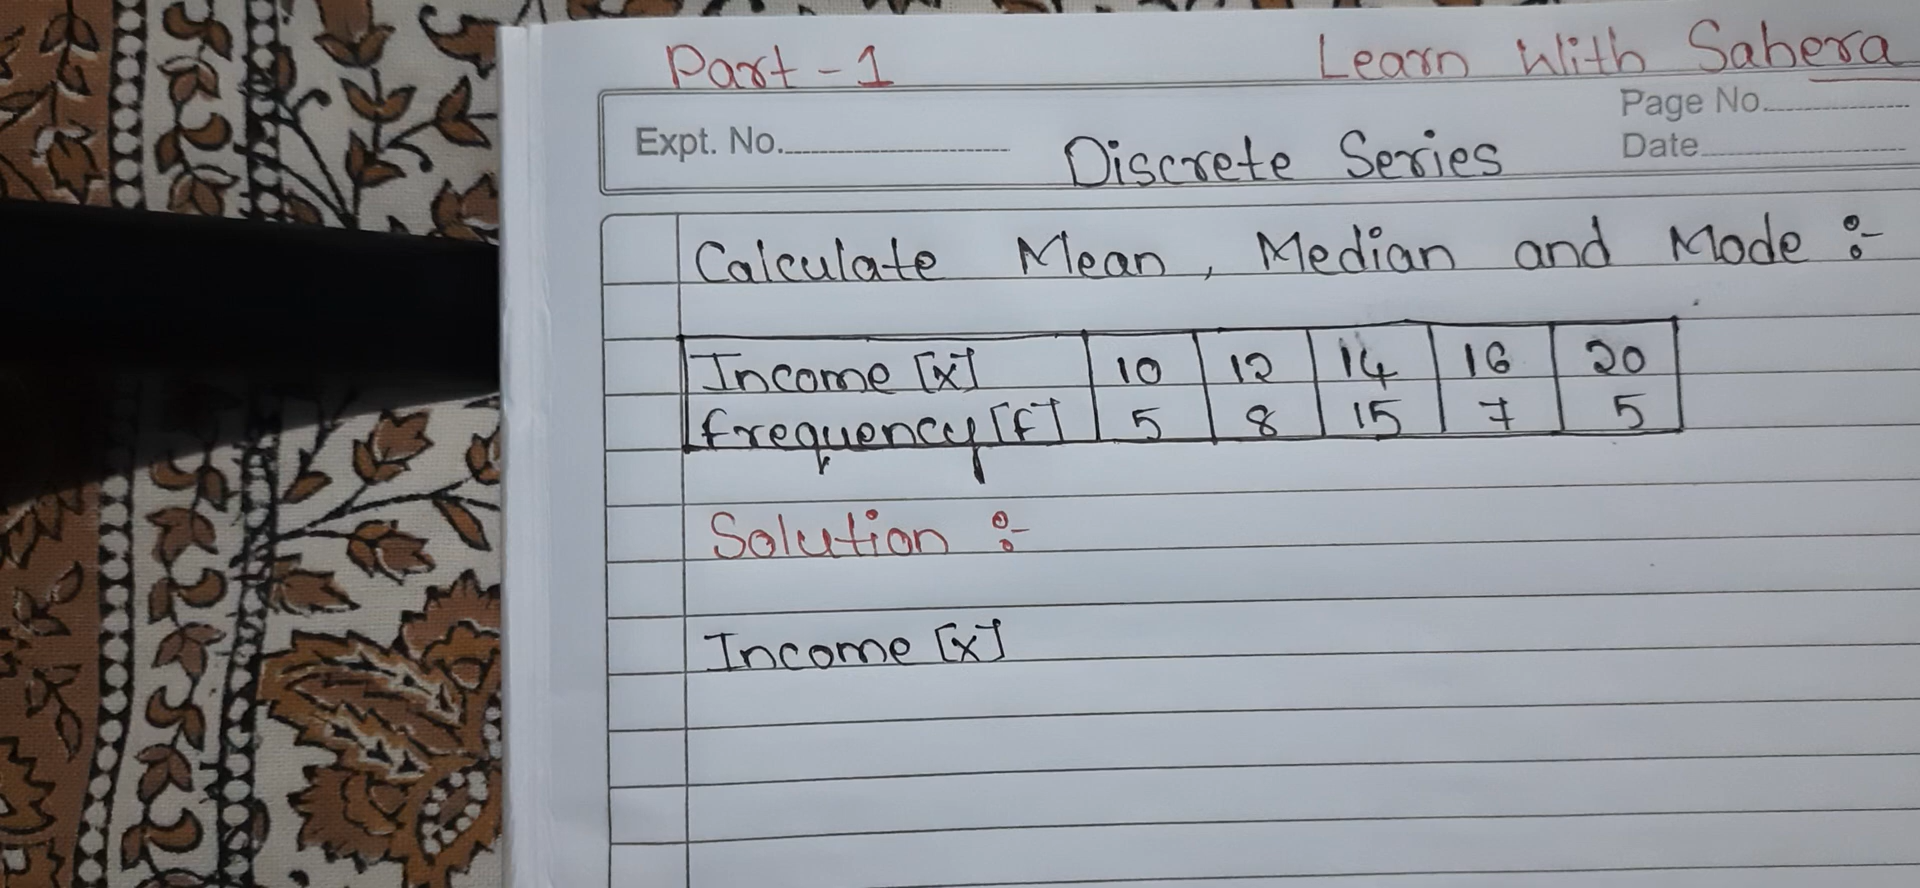 Part - 1 Learn With Sahera
Expt. No. Page No.
Discrete Series Date
Calculate Mean, Median and Mode :-
Income [x] 10 12 14 16 20
frequency [f] 5 8 15 7 5
Solution :-
Income [x]